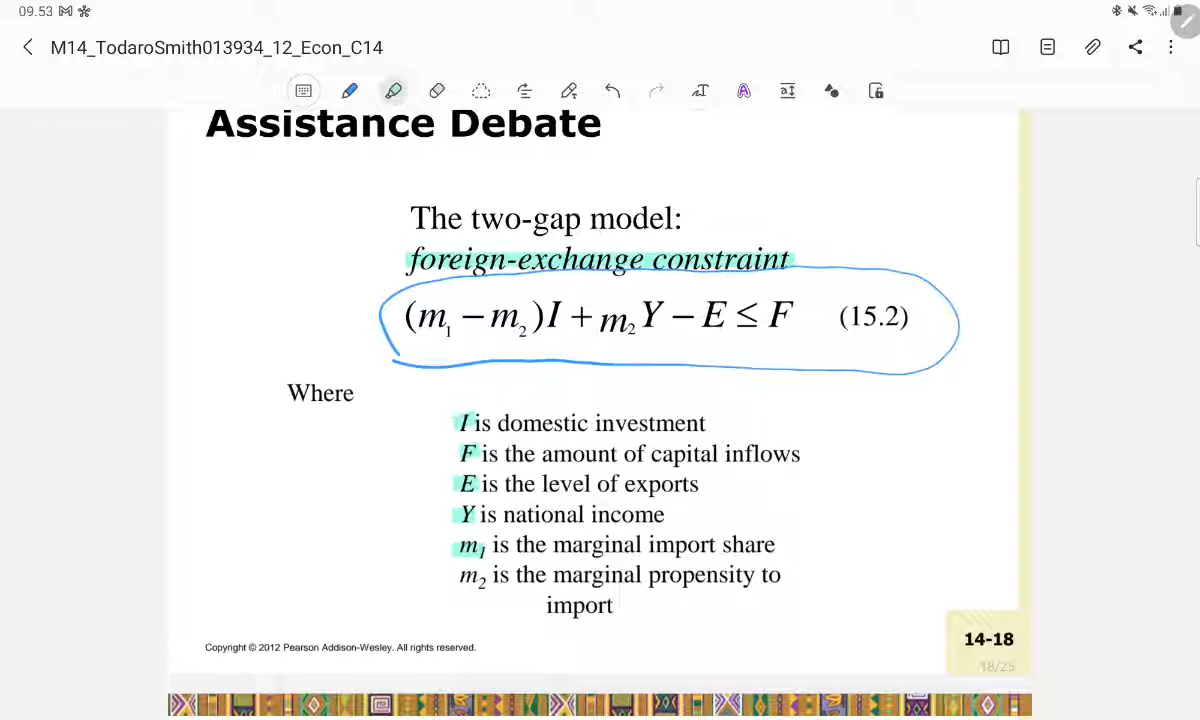 09.53
M14_TodaroSmith013934_12_Econ_C14
Assistance Debate
The two-gap model:
foreign-exchange constraint
(m₁ − m₂)I + m₂Y − E ≤ F (15.2)
Where
I is domestic investment
F is the amount of capital inflows
E is the level of exports
Y is national income
m₁ is the marginal import share
m₂ is the marginal propensity to
import
Copyright © 2012 Pearson Addison-Wesley. All rights reserved.
14-18
18/25